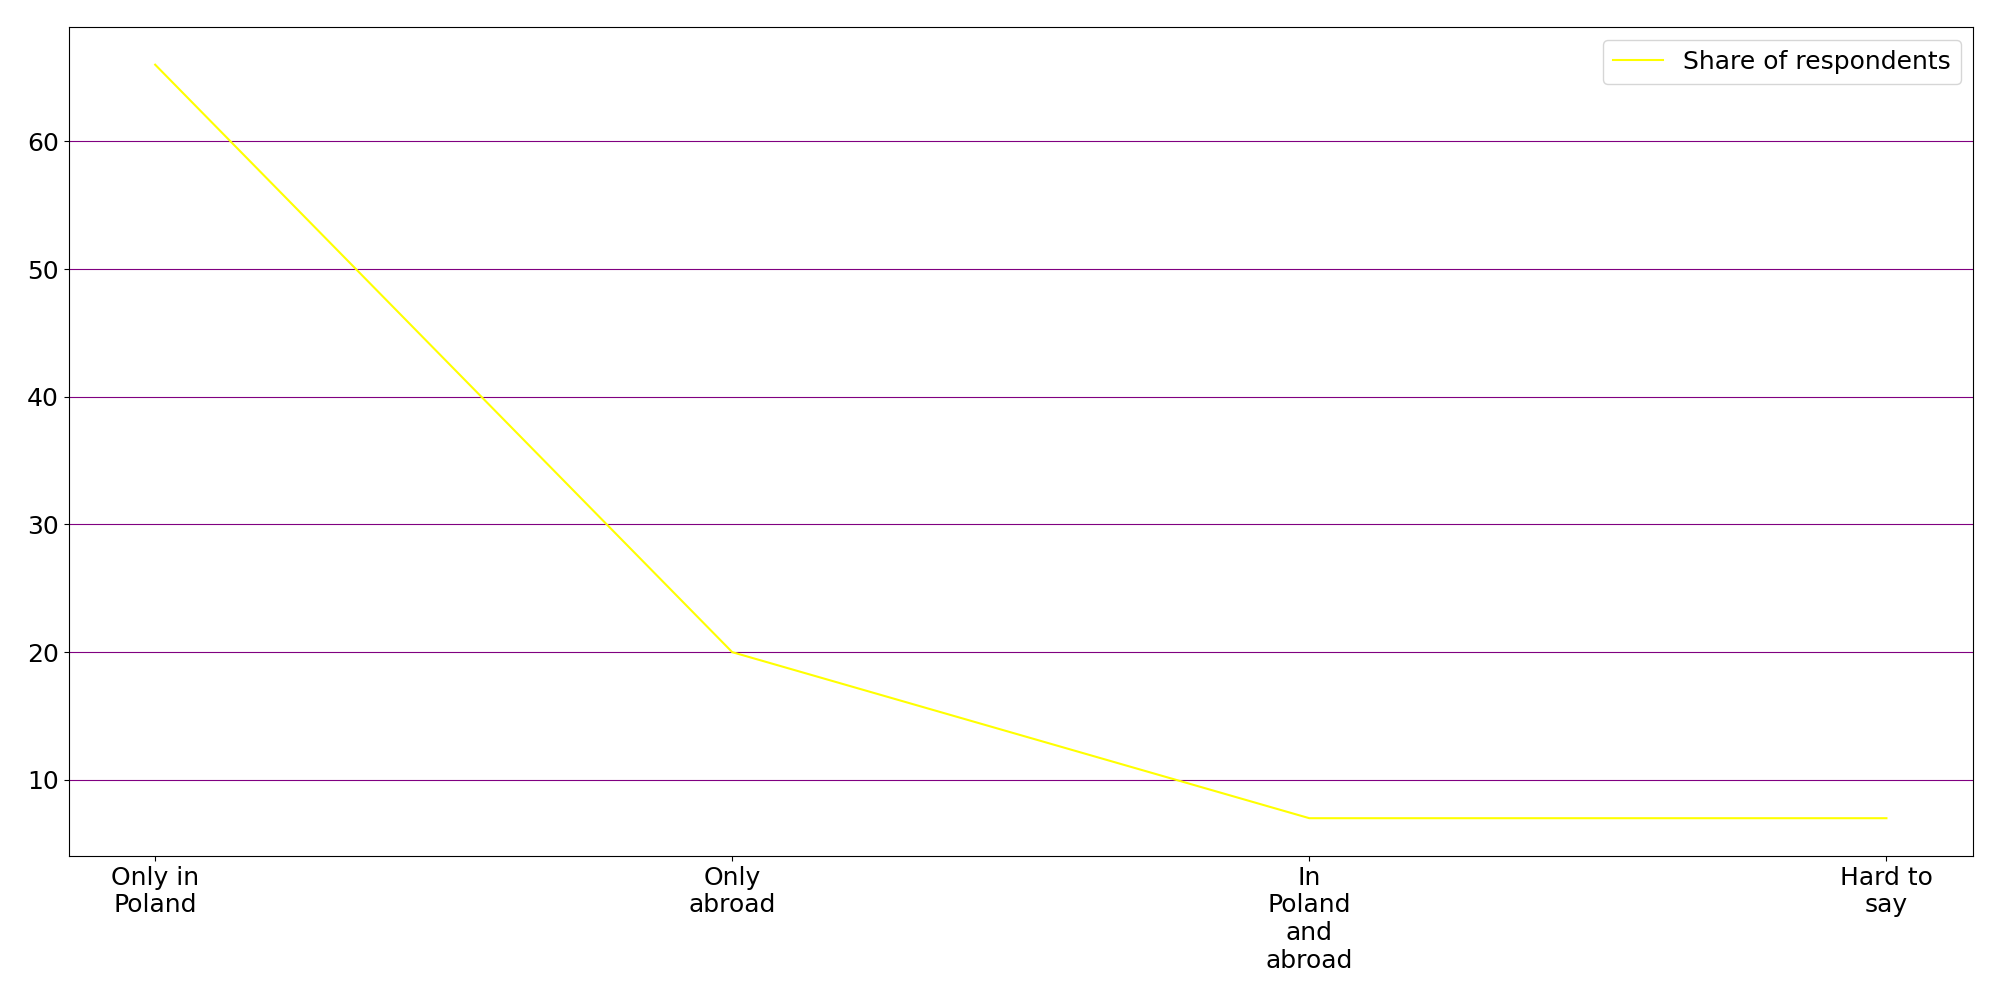 Share of respondents
60
50
40
30
20
10
Only in
Poland
Only
abroad
In
Poland
and
abroad
Hard to
say